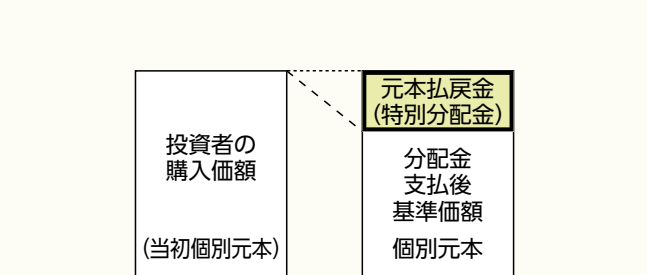 投資者の
購入価額
(当初個別元本)
元本払戻金
(特別分配金)
分配金
支払後
基準価額
個別元本